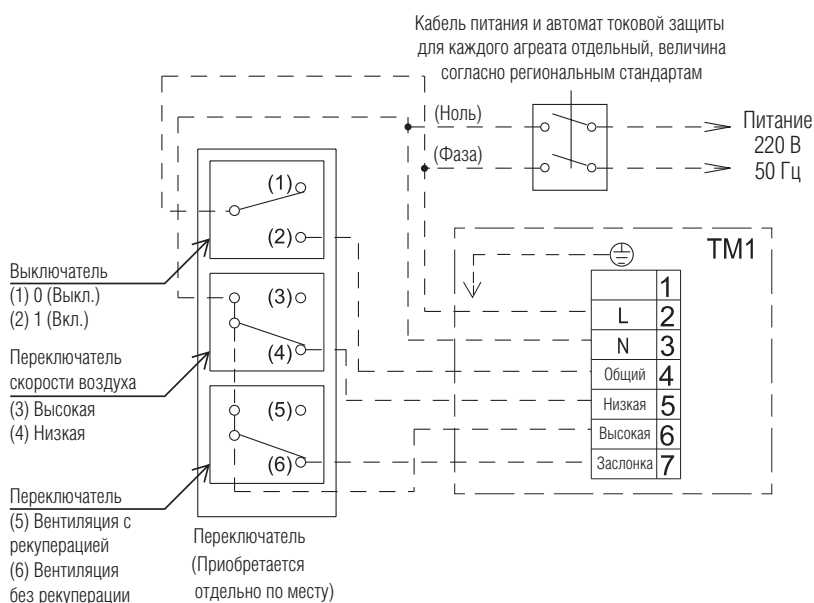 Кабель питания и автомат токовой защиты
для каждого агреата отдельный, величина
согласно региональным стандартам
(Ноль)
(Фаза)
Питание
220 В
50 Гц
(1)
(2)
Выключатель
(1) 0 (Выкл.)
(2) 1 (Вкл.)
(3)
(4)
Переключатель
скорости воздуха
(3) Высокая
(4) Низкая
(5)
(6)
Переключатель
(5) Вентиляция с
рекуперацией
(6) Вентиляция
без рекуперации
Переключатель
(Приобретается
отдельно по месту)
TM1
1
L 2
N 3
Общий 4
Низкая 5
Высокая 6
Заслонка 7